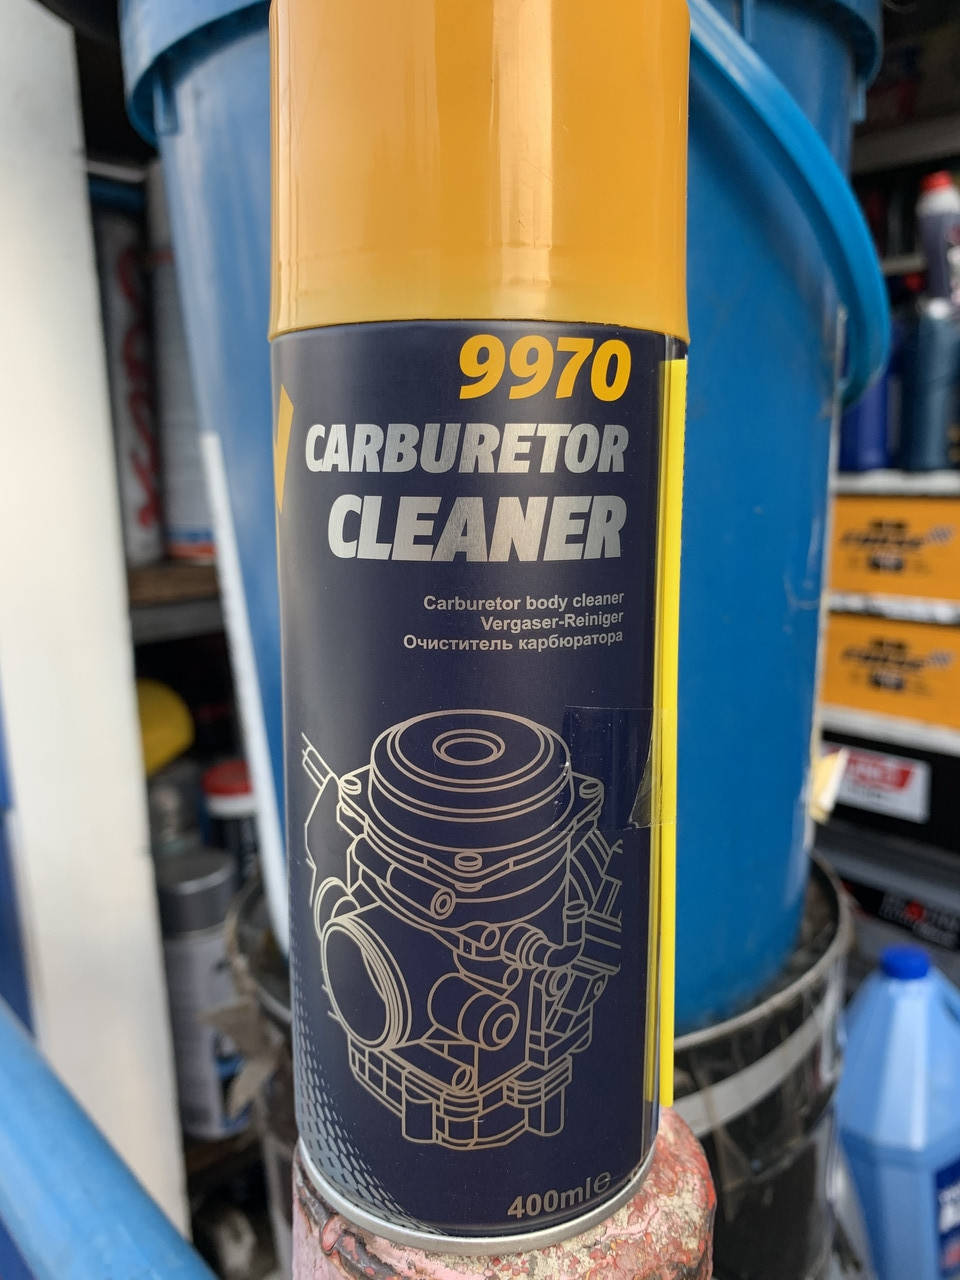 9970
CARBURETOR
CLEANER
Carburetor body cleaner
Vergaser-Reiniger
Очиститель карбюратора
400ml℮